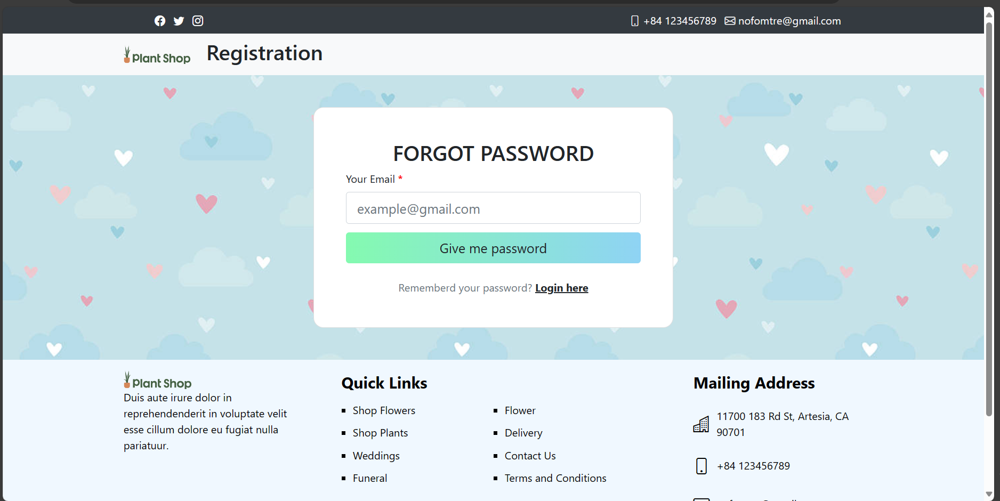 +84 123456789 nofomtre@gmail.com
Plant Shop Registration
FORGOT PASSWORD
Your Email *
example@gmail.com
Give me password
Rememberd your password? Login here
Plant Shop
Duis aute irure dolor in
reprehendenderit in voluptate velit
esse cillum dolore eu fugiat nulla
pariatuur.
Quick Links
Shop Flowers
Shop Plants
Weddings
Funeral
Flower
Delivery
Contact Us
Terms and Conditions
Mailing Address
11700 183 Rd St, Artesia, CA
90701
+84 123456789